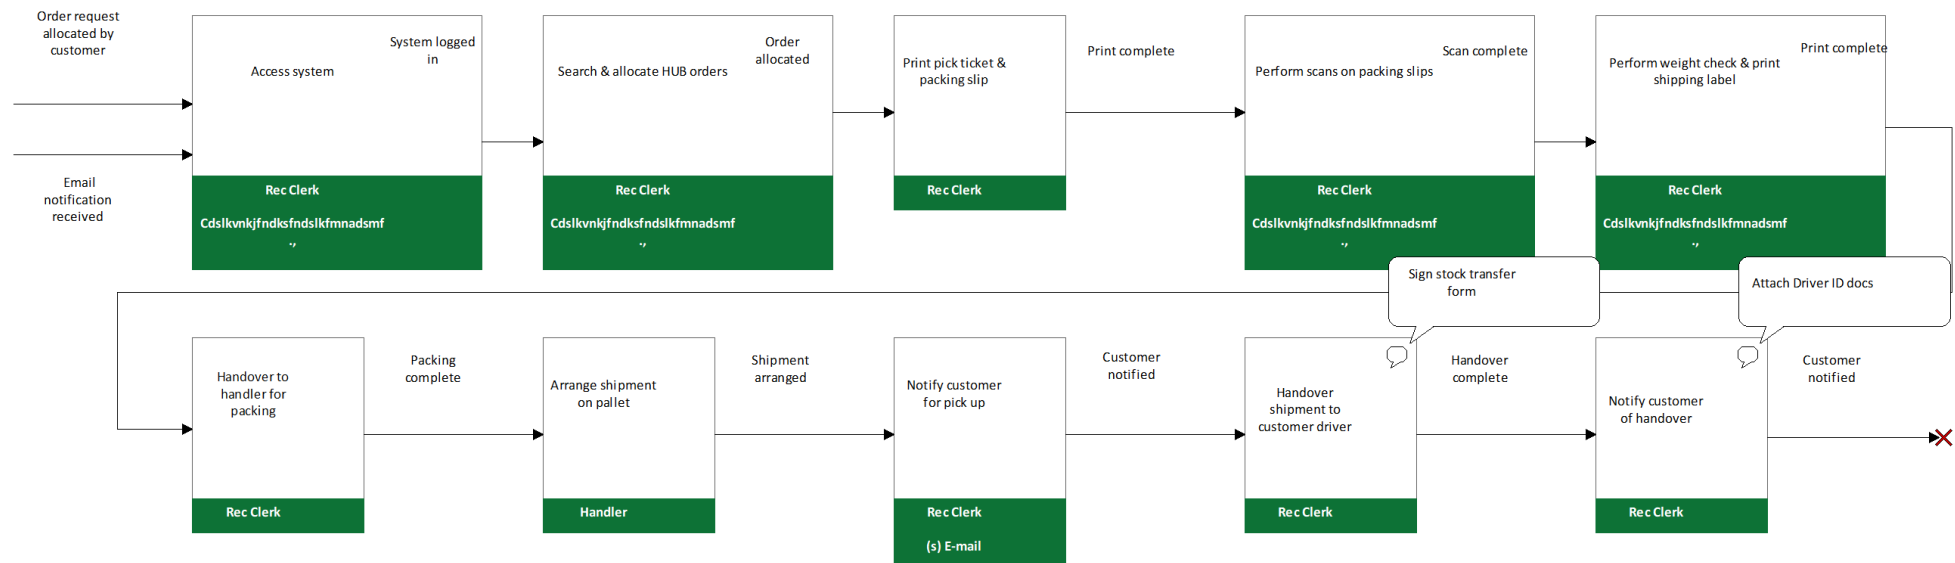 Order request
allocated by
customer
Email
notification
received
Access system
System logged
in
Rec Clerk
Cdslkvnkjfndksfndslkfmnadsmf
.,
Search & allocate HUB orders
Order
allocated
Rec Clerk
Cdslkvnkjfndksfndslkfmnadsmf
.,
Print pick ticket &
packing slip
Rec Clerk
Print complete
Perform scans on packing slips
Scan complete
Rec Clerk
Cdslkvnkjfndksfndslkfmnadsmf
.,
Perform weight check & print
shipping label
Print complete
Rec Clerk
Cdslkvnkjfndksfndslkfmnadsmf
.,
Handover to
handler for
packing
Rec Clerk
Packing
complete
Arrange shipment
on pallet
Handler
Shipment
arranged
Notify customer
for pick up
Rec Clerk
(s) E-mail
Customer
notified
Sign stock transfer
form
Handover
shipment to
customer driver
Rec Clerk
Handover
complete
Attach Driver ID docs
Notify customer
of handover
Rec Clerk
Customer
notified